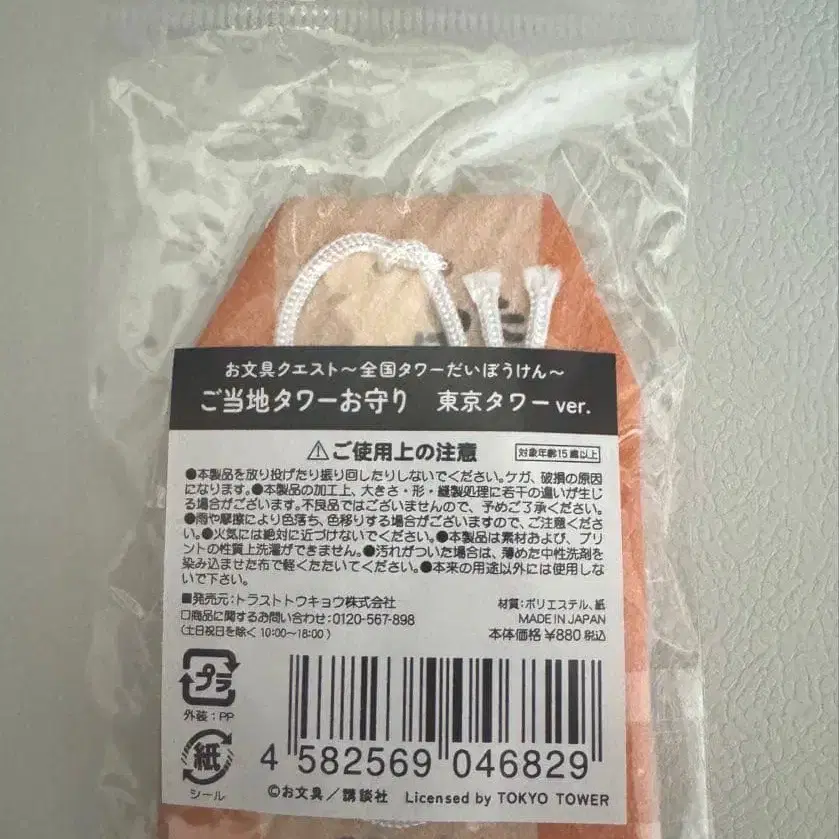 お文具クエスト～全国タワーだいぼうけん～
ご当地タワーお守り 東京タワーver.
⚠ご使用上の注意
対象年齢15歳以上
●本製品を放り投げたり振り回したりしないでください。ケガ、破損の原因
になります。●本製品の加工上、大きさ・形・縫製処理に若干の違いが生じ
る場合がございます。不良品ではございませんので、予めご了承ください。
●雨や摩擦により色落ち、色移りする場合がございますので、ご注意くださ
い。●火気には絶対に近づけないでください。●本製品は素材および、プリ
ントの性質上洗濯ができません。●汚れがついた場合は、薄めた中性洗剤を
染み込ませた布で軽くたたいてください。●本来の用途以外には使用しな
いで下さい。
■発売元:トラストトウキョウ株式会社
□商品に関するお問い合わせ:0120-567-898
(土日祝日を除く 10:00~18:00)
材質:ポリエステル、紙
MADE IN JAPAN
本体価格 ¥880 税込
プラ
外装:PP
紙
シール
4 582569 046829
©お文具／講談社 Licensed by TOKYO TOWER